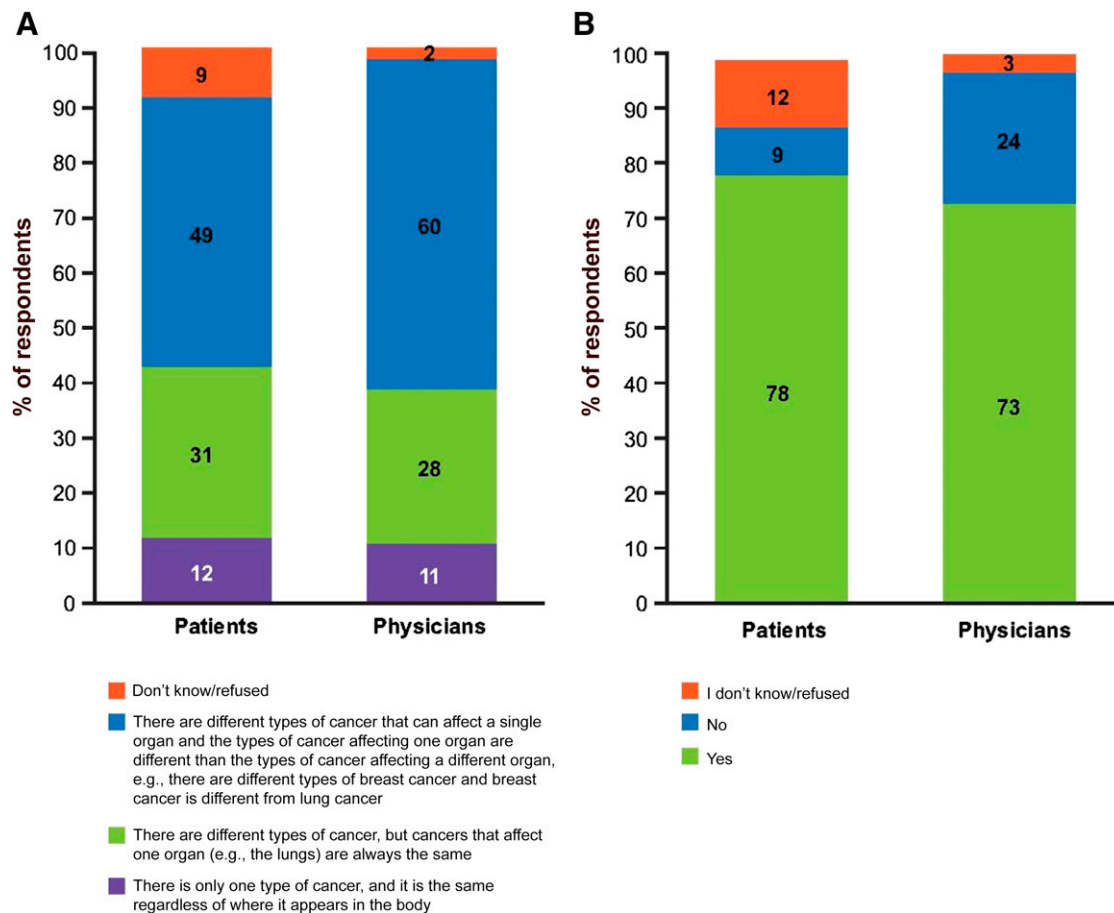 A
% of respondents
100
90
80
70
60
50
40
30
20
10
0
9
49
31
12
2
60
28
11
Patients
Physicians
Don't know/refused
There are different types of cancer that can affect a single
organ and the types of cancer affecting one organ are
different than the types of cancer affecting a different organ,
e.g., there are different types of breast cancer and breast
cancer is different from lung cancer
There are different types of cancer, but cancers that affect
one organ (e.g., the lungs) are always the same
There is only one type of cancer, and it is the same
regardless of where it appears in the body
B
% of respondents
100
90
80
70
60
50
40
30
20
10
0
12
9
78
3
24
73
Patients
Physicians
I don't know/refused
No
Yes